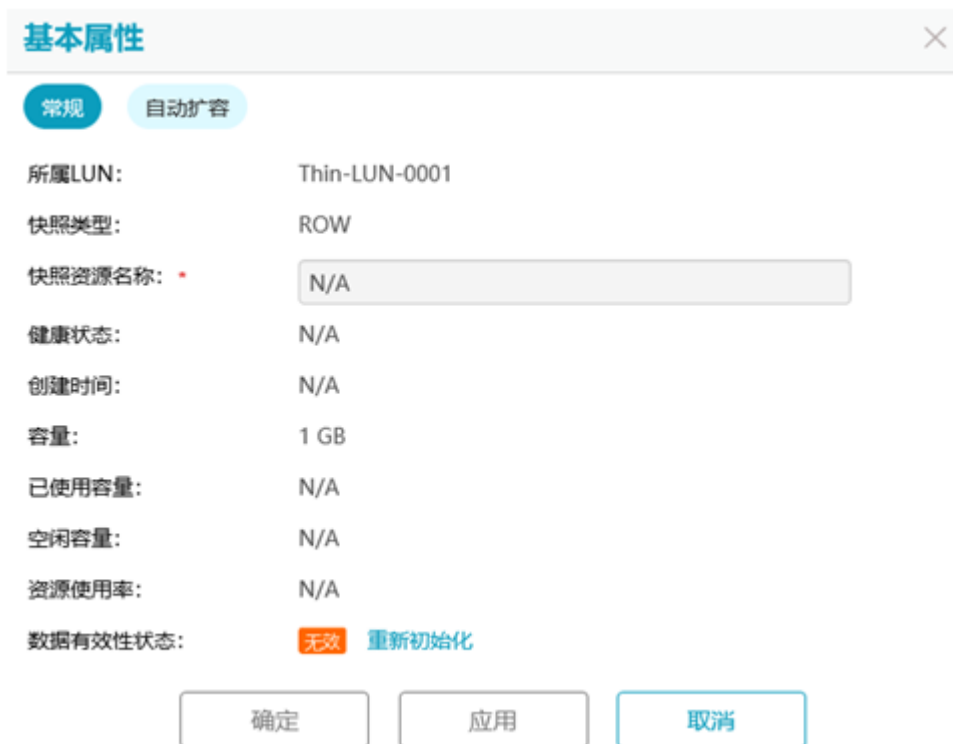 基本属性
常规 自动扩容
所属LUN: Thin-LUN-0001
快照类型: ROW
快照资源名称: * N/A
健康状态: N/A
创建时间: N/A
容量: 1 GB
已使用容量: N/A
空闲容量: N/A
资源使用率: N/A
数据有效性状态: 无效 重新初始化
确定 应用 取消